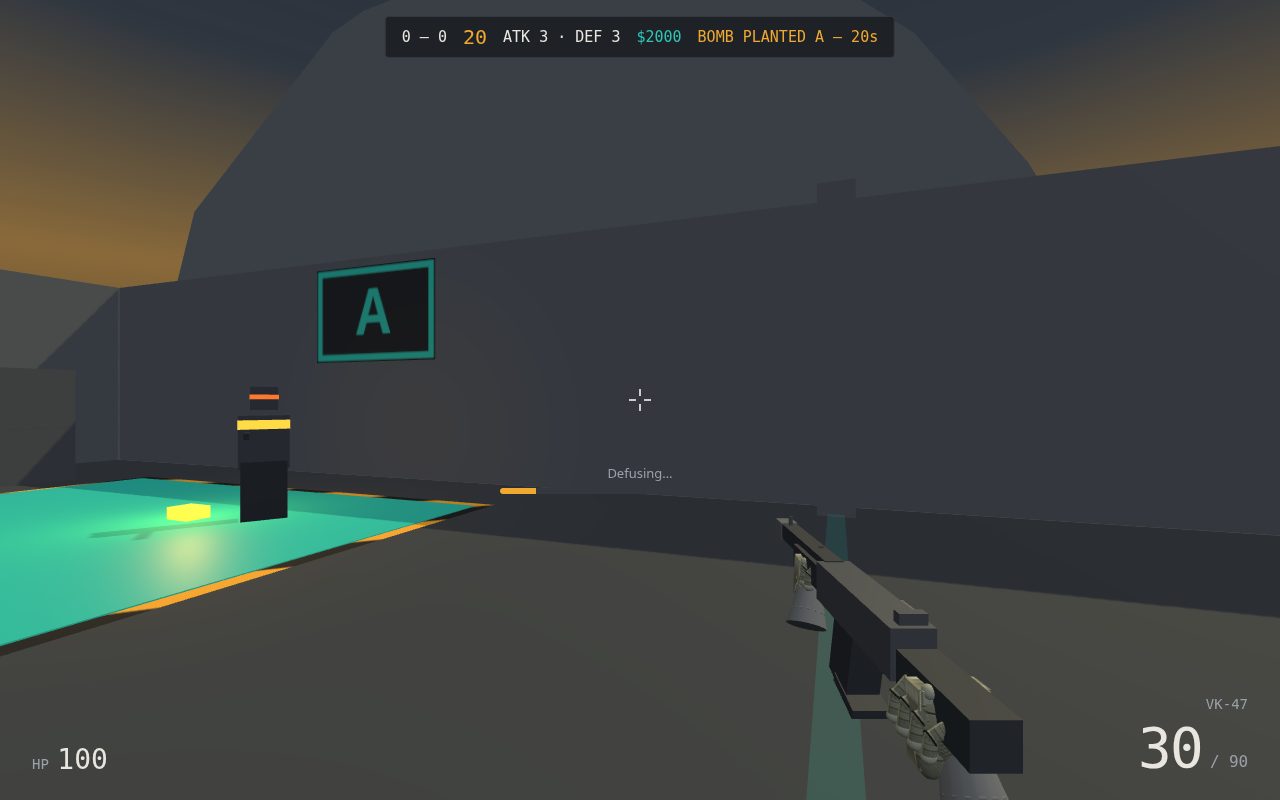 0 — 0 20 ATK 3 · DEF 3 $2000 BOMB PLANTED A — 20s
A
Defusing…
VK-47
HP 100
30 / 90